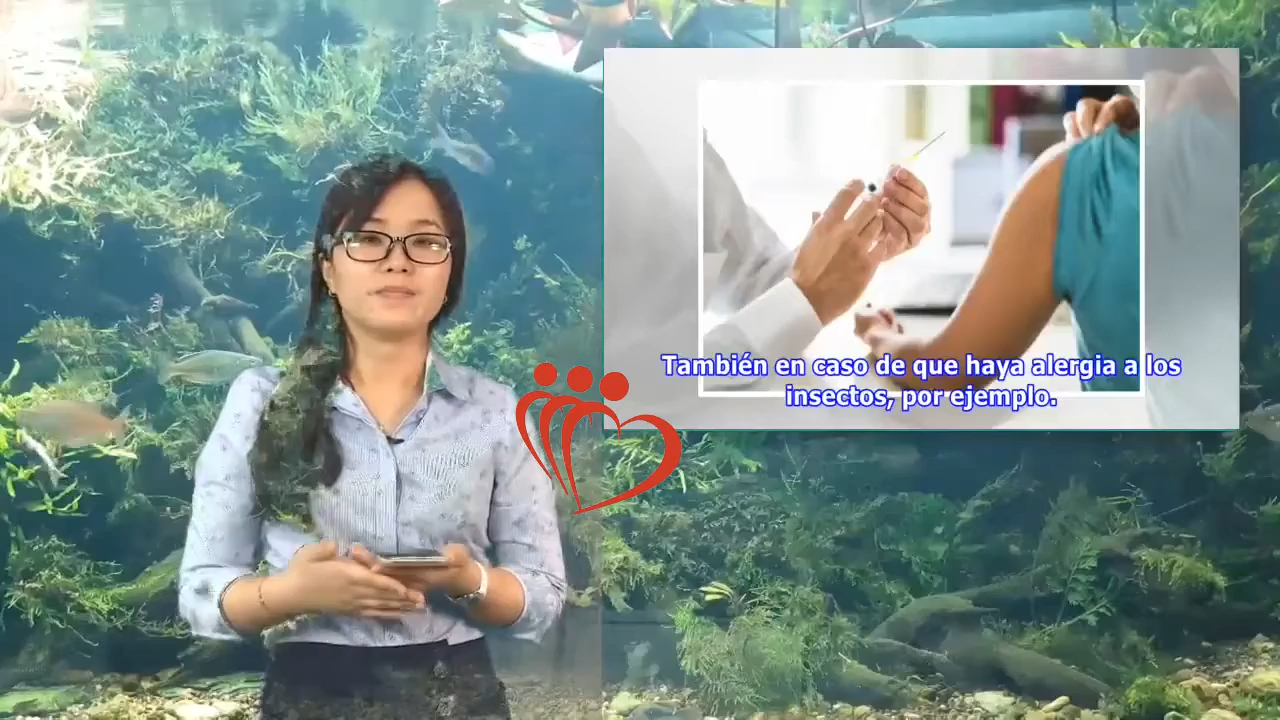 También en caso de que haya alergia a los
insectos, por ejemplo.